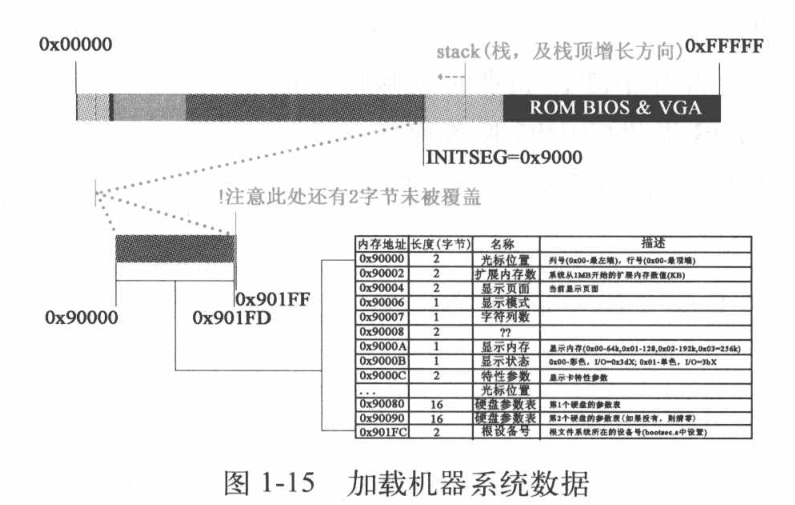 0x00000
stack(栈，及栈顶增长方向)
0xFFFFF
ROM BIOS & VGA
INITSEG=0x9000
!注意此处还有2字节未被覆盖
0x90000
0x901FD
0x901FF
内存地址 长度(字节) 名称 描述
0x90000 2 光标位置 列号(0x00-最左端)，行号(0x00-最顶端)
0x90002 2 扩展内存数 系统从1MB开始的扩展内存数值(KB)
0x90004 2 显示页面 当前显示页面
0x90006 1 显示模式
0x90007 1 字符列数
0x90008 2 ??
0x9000A 1 显示内存 显示内存(0x00-64k,0x01-128,0x02-192k,0x03=256k)
0x9000B 1 显示状态 0x00-彩色，I/O=0x3dX; 0x01-单色，I/O=3bX
0x9000C 2 特性参数 显示卡特性参数
... 光标位置
0x90080 16 硬盘参数表 第1个硬盘的参数表
0x90090 16 硬盘参数表 第2个硬盘的参数表(如果没有，则清零)
0x901FC 2 根设备号 根文件系统所在的设备号(bootsec.s中设置)
图 1-15 加载机器系统数据